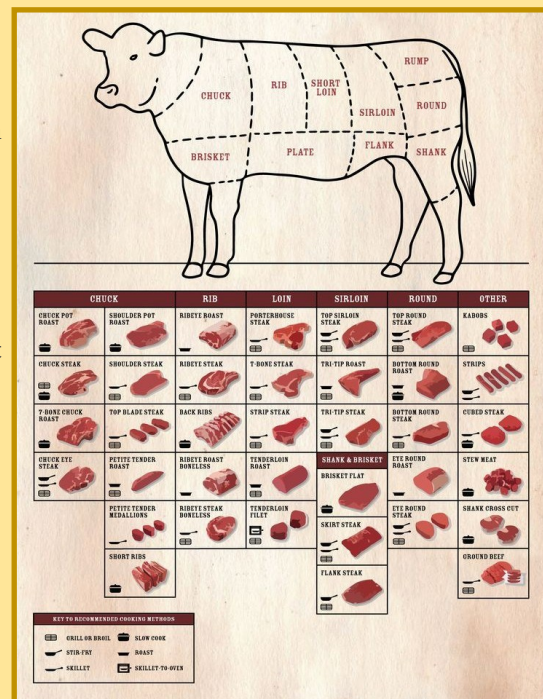 CHUCK
RIB
SHORT
LOIN
SIRLOIN
RUMP
ROUND
BRISKET
PLATE
FLANK
SHANK
CHUCK
RIB
LOIN
SIRLOIN
ROUND
OTHER
CHUCK POT
ROAST
SHOULDER POT
ROAST
RIBEYE ROAST
PORTERHOUSE
STEAK
TOP SIRLOIN
STEAK
TOP ROUND
STEAK
KABOBS
CHUCK STEAK
SHOULDER STEAK
RIBEYE STEAK
T-BONE STEAK
TRI-TIP ROAST
BOTTOM ROUND
ROAST
STRIPS
7-BONE CHUCK
ROAST
TOP BLADE STEAK
BACK RIBS
STRIP STEAK
TRI-TIP STEAK
BOTTOM ROUND
STEAK
CUBED STEAK
CHUCK EYE
STEAK
PETITE TENDER
ROAST
RIBEYE ROAST
BONELESS
TENDERLOIN
ROAST
SHANK & BRISKET
BRISKET FLAT
EYE ROUND
ROAST
STEW MEAT
PETITE TENDER
MEDALLIONS
RIBEYE STEAK
BONELESS
TENDERLOIN
FILET
SKIRT STEAK
EYE ROUND
STEAK
SHANK CROSS CUT
SHORT RIBS
FLANK STEAK
GROUND BEEF
KEY TO RECOMMENDED COOKING METHODS
GRILL OR BROIL
SLOW COOK
STIR-FRY
ROAST
SKILLET
SKILLET-TO-OVEN